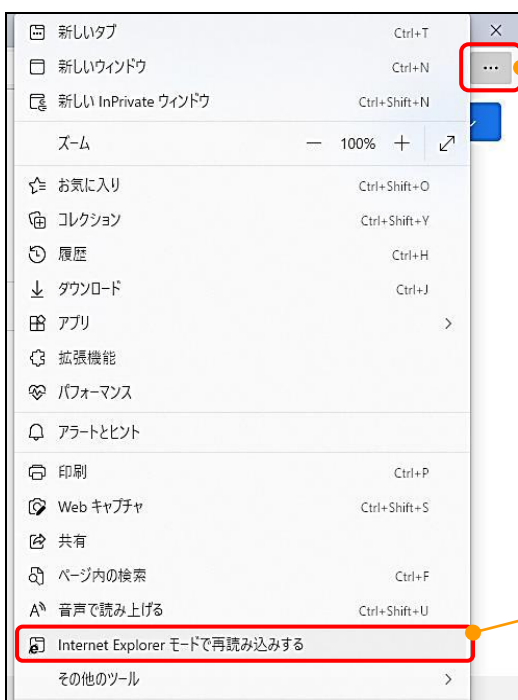 新しいタブ Ctrl+T
新しいウィンドウ Ctrl+N
新しい InPrivate ウィンドウ Ctrl+Shift+N
ズーム — 100% +
お気に入り Ctrl+Shift+O
コレクション Ctrl+Shift+Y
履歴 Ctrl+H
ダウンロード Ctrl+J
アプリ
拡張機能
パフォーマンス
アラートとヒント
印刷 Ctrl+P
Web キャプチャ Ctrl+Shift+S
共有
ページ内の検索 Ctrl+F
音声で読み上げる Ctrl+Shift+U
Internet Explorer モードで再読み込みする
その他のツール